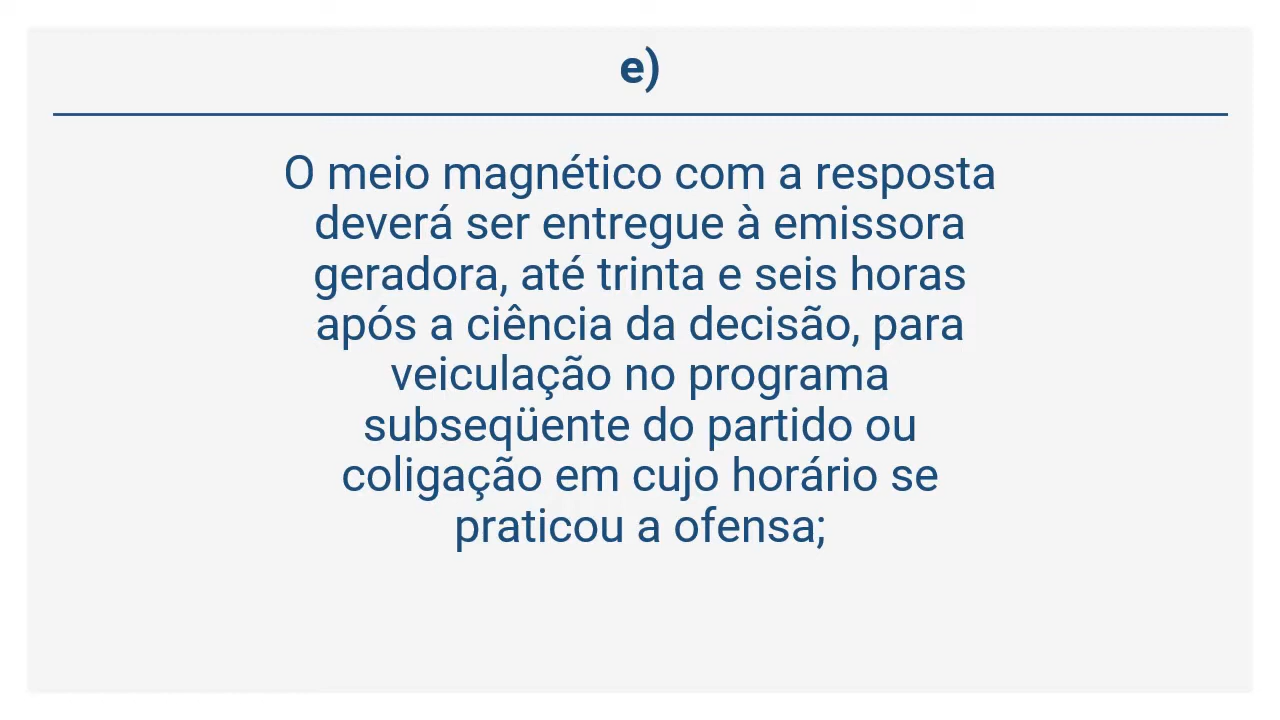 e)
O meio magnético com a resposta
deverá ser entregue à emissora
geradora, até trinta e seis horas
após a ciência da decisão, para
veiculação no programa
subseqüente do partido ou
coligação em cujo horário se
praticou a ofensa;